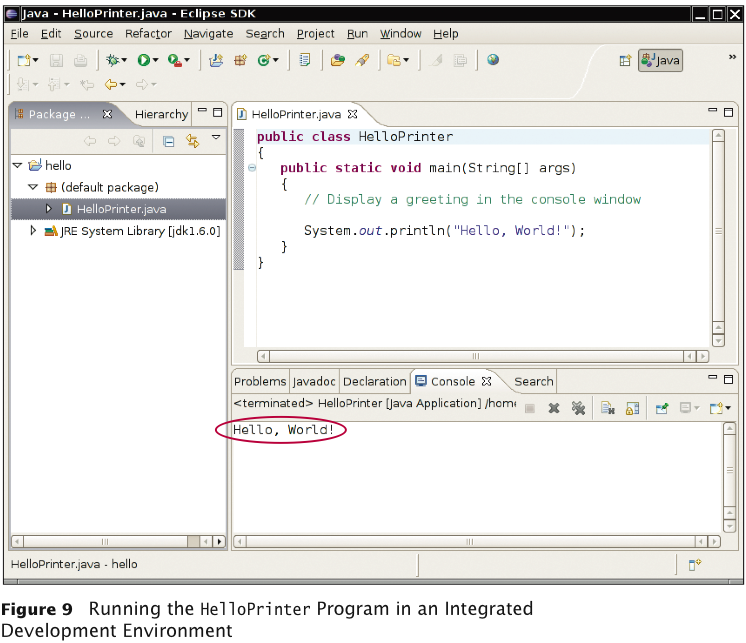 Java - HelloPrinter.java - Eclipse SDK
File Edit Source Refactor Navigate Search Project Run Window Help
Java
Package ... Hierarchy
hello
(default package)
HelloPrinter.java
JRE System Library [jdk1.6.0]
HelloPrinter.java
public class HelloPrinter
{
public static void main(String[] args)
{
// Display a greeting in the console window
System.out.println("Hello, World!");
}
}
Problems Javadoc Declaration Console Search
<terminated> HelloPrinter [Java Application] /home
Hello, World!
HelloPrinter.java - hello
Figure 9 Running the HelloPrinter Program in an Integrated
Development Environment